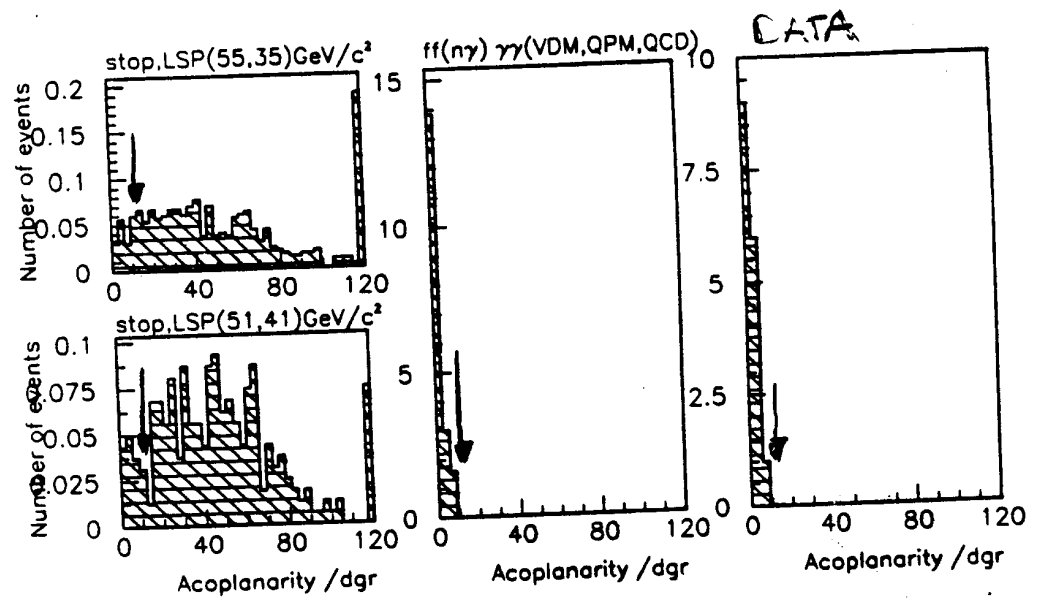 DATA
stop,LSP(55,35)GeV/c²
ff(nγ) γγ(VDM,QPM,QCD)
Number of events
0.2
0.15
0.1
0.05
0
0 40 80 120
15
10
5
0
0 40 80 120
Acoplanarity /dgr
10
7.5
5
2.5
0
0 40 80 120
Acoplanarity /dgr
stop,LSP(51,41)GeV/c²
Number of events
0.1
0.075
0.05
0.025
0
0 40 80 120
Acoplanarity /dgr